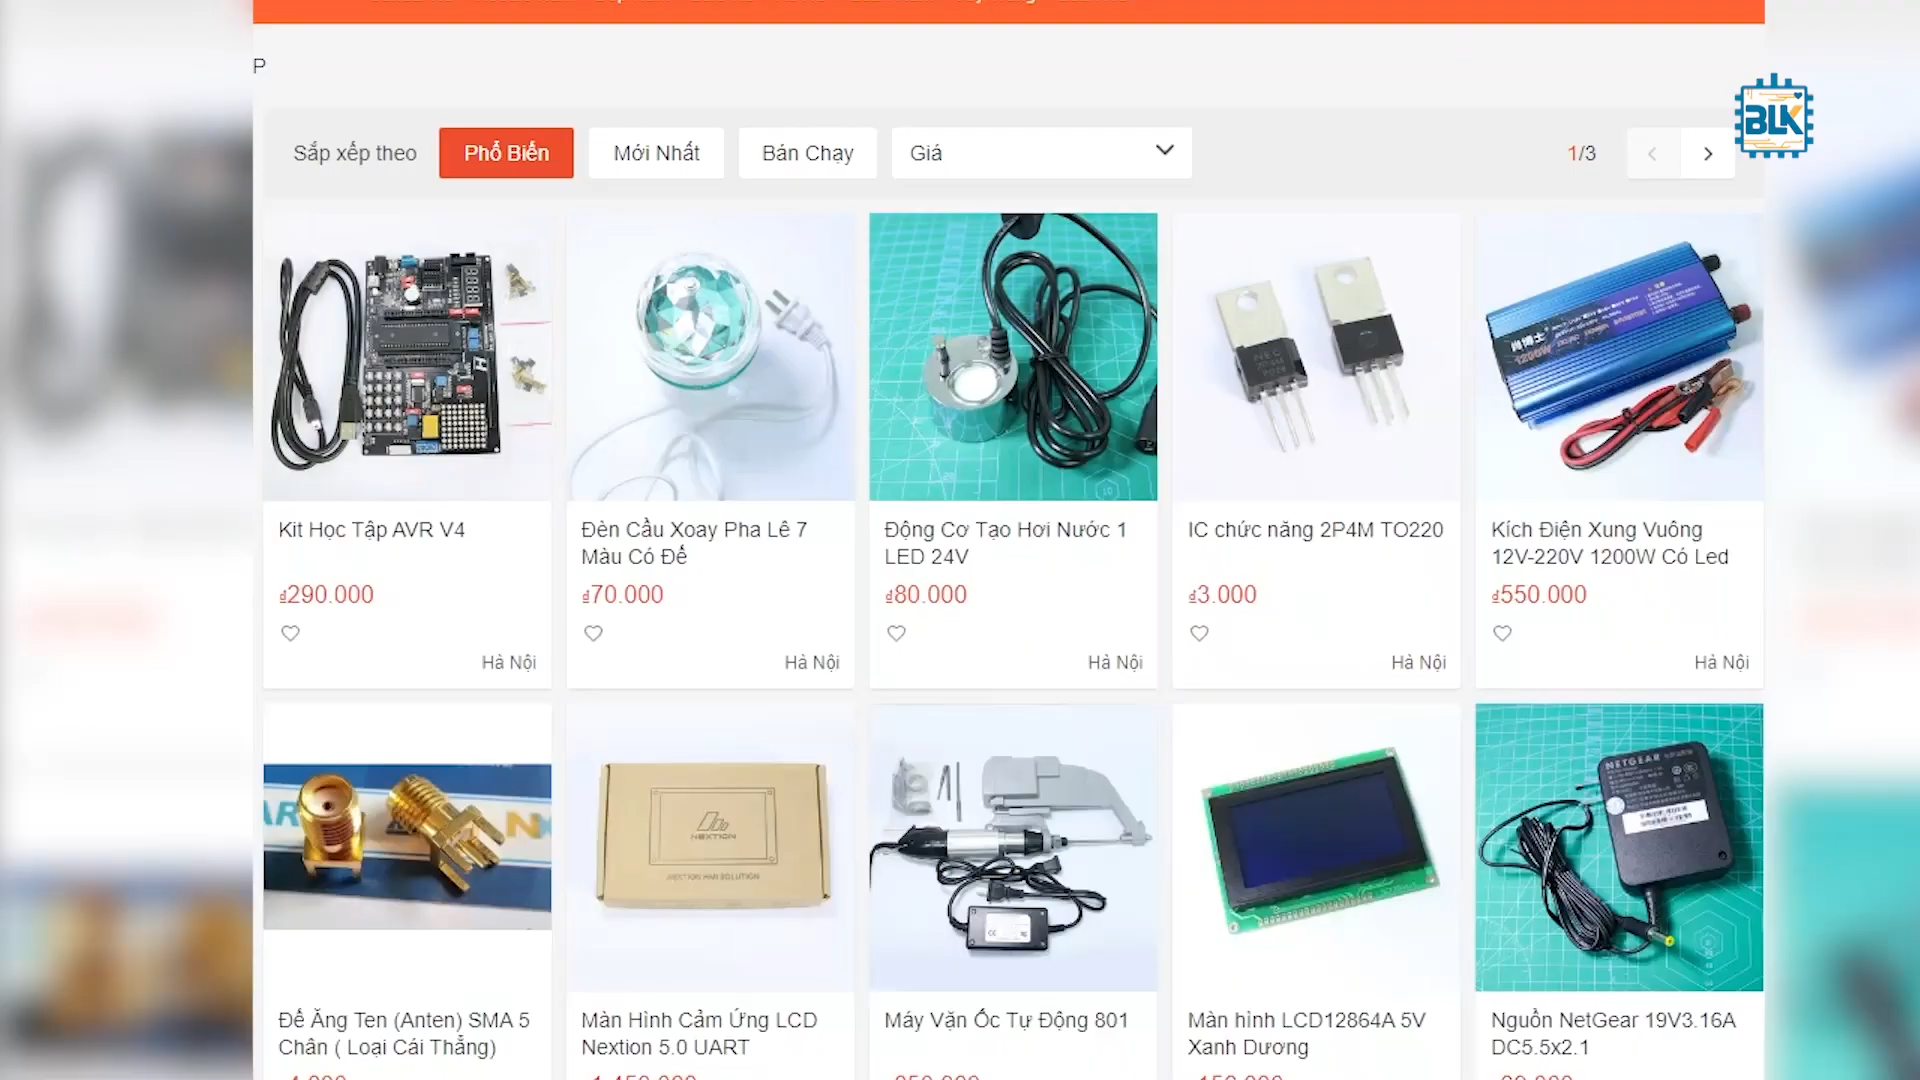 P
BLK
Sắp xếp theo
Phổ Biến
Mới Nhất
Bán Chạy
Giá
1/3
1200W
Kit Học Tập AVR V4
₫290.000
Hà Nội
Đèn Cầu Xoay Pha Lê 7
Màu Có Đế
₫70.000
Hà Nội
Động Cơ Tạo Hơi Nước 1
LED 24V
₫80.000
Hà Nội
IC chức năng 2P4M TO220
₫3.000
Hà Nội
Kích Điện Xung Vuông
12V-220V 1200W Có Led
₫550.000
Hà Nội
NEXTION
NETGEAR
Đế Ăng Ten (Anten) SMA 5
Chân ( Loại Cái Thẳng)
Màn Hình Cảm Ứng LCD
Nextion 5.0 UART
Máy Vặn Ốc Tự Động 801
Màn hình LCD12864A 5V
Xanh Dương
Nguồn NetGear 19V3.16A
DC5.5x2.1